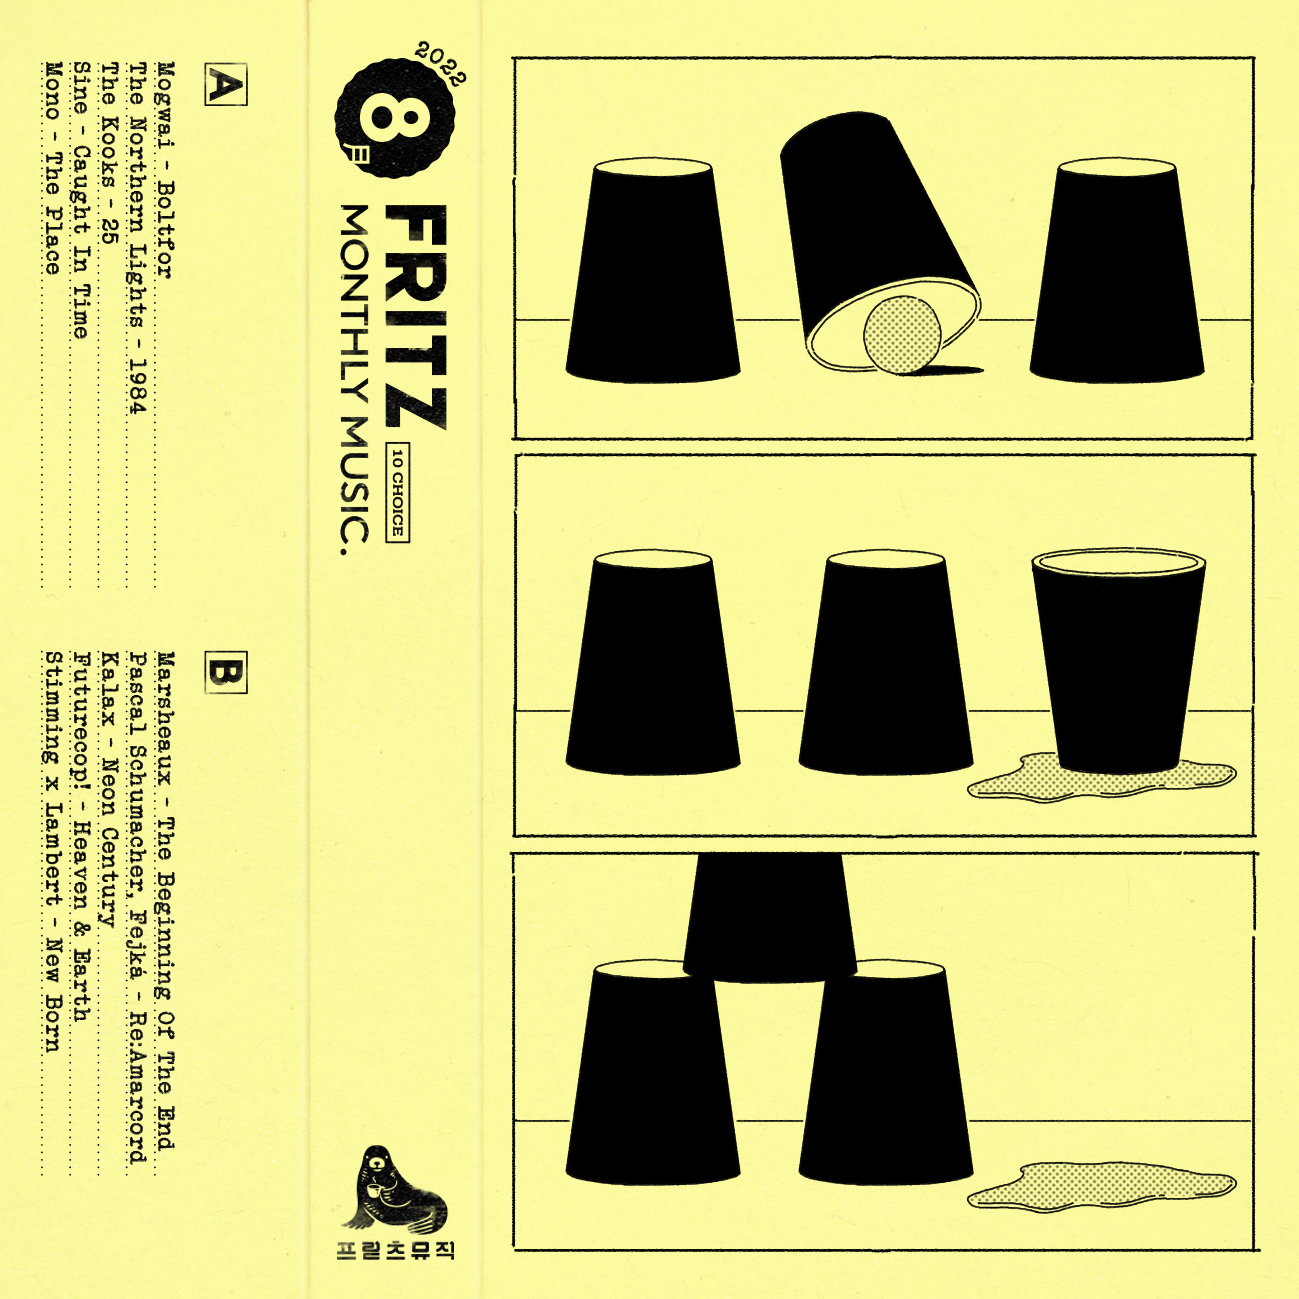 A
Mogwai - Boltfor
The Northern Lights - 1984
The Kooks - 25
Sine - Caught In Time
Mono - The Place
B
Marsheaux - The Beginning Of The End
Pascal Schumacher, Fejká - Re:Amarcord
Kalax - Neon Century
Futurecop! - Heaven & Earth
Stimming x Lambert - New Born
2022
8月
FRITZ
10 CHOICE
MONTHLY MUSIC.
프릳츠뮤직